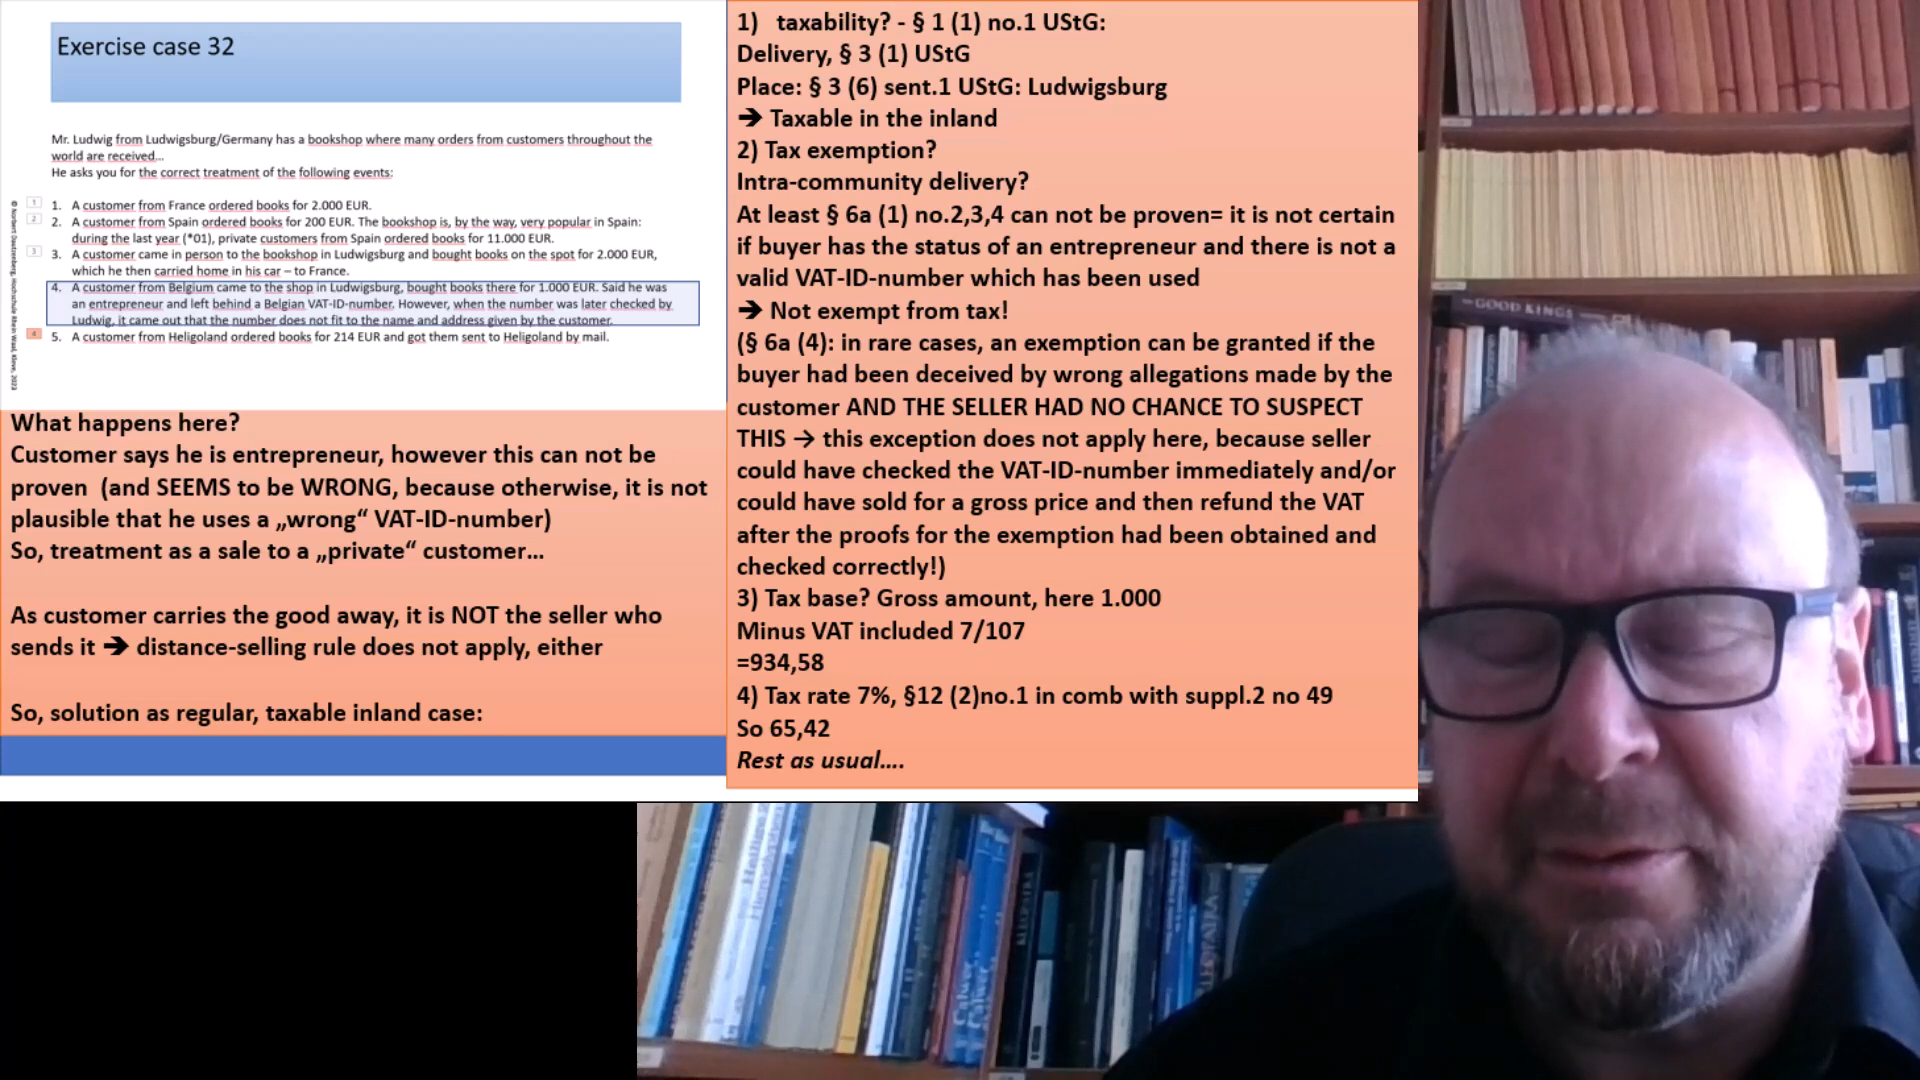 Exercise case 32
Mr. Ludwig from Ludwigsburg/Germany has a bookshop where many orders from customers throughout the
world are received…
He asks you for the correct treatment of the following events:
1. A customer from France ordered books for 2.000 EUR.
2. A customer from Spain ordered books for 200 EUR. The bookshop is, by the way, very popular in Spain:
during the last year (*01), private customers from Spain ordered books for 11.000 EUR.
3. A customer came in person to the bookshop in Ludwigsburg and bought books on the spot for 2.000 EUR,
which he then carried home in his car – to France.
4. A customer from Belgium came to the shop in Ludwigsburg, bought books there for 1.000 EUR. Said he was
an entrepreneur and left behind a Belgian VAT-ID-number. However, when the number was later checked by
Ludwig, it came out that the number does not fit to the name and address given by the customer.
5. A customer from Heligoland ordered books for 214 EUR and got them sent to Heligoland by mail.
1
2
3
4
What happens here?
Customer says he is entrepreneur, however this can not be
proven (and SEEMS to be WRONG, because otherwise, it is not
plausible that he uses a „wrong“ VAT-ID-number)
So, treatment as a sale to a „private“ customer…
As customer carries the good away, it is NOT the seller who
sends it ➔ distance-selling rule does not apply, either
So, solution as regular, taxable inland case:
1) taxability? - § 1 (1) no.1 UStG:
Delivery, § 3 (1) UStG
Place: § 3 (6) sent.1 UStG: Ludwigsburg
➔ Taxable in the inland
2) Tax exemption?
Intra-community delivery?
At least § 6a (1) no.2,3,4 can not be proven= it is not certain
if buyer has the status of an entrepreneur and there is not a
valid VAT-ID-number which has been used
➔ Not exempt from tax!
(§ 6a (4): in rare cases, an exemption can be granted if the
buyer had been deceived by wrong allegations made by the
customer AND THE SELLER HAD NO CHANCE TO SUSPECT
THIS → this exception does not apply here, because seller
could have checked the VAT-ID-number immediately and/or
could have sold for a gross price and then refund the VAT
after the proofs for the exemption had been obtained and
checked correctly!)
3) Tax base? Gross amount, here 1.000
Minus VAT included 7/107
=934,58
4) Tax rate 7%, §12 (2)no.1 in comb with suppl.2 no 49
So 65,42
Rest as usual….
GOOD KINGS